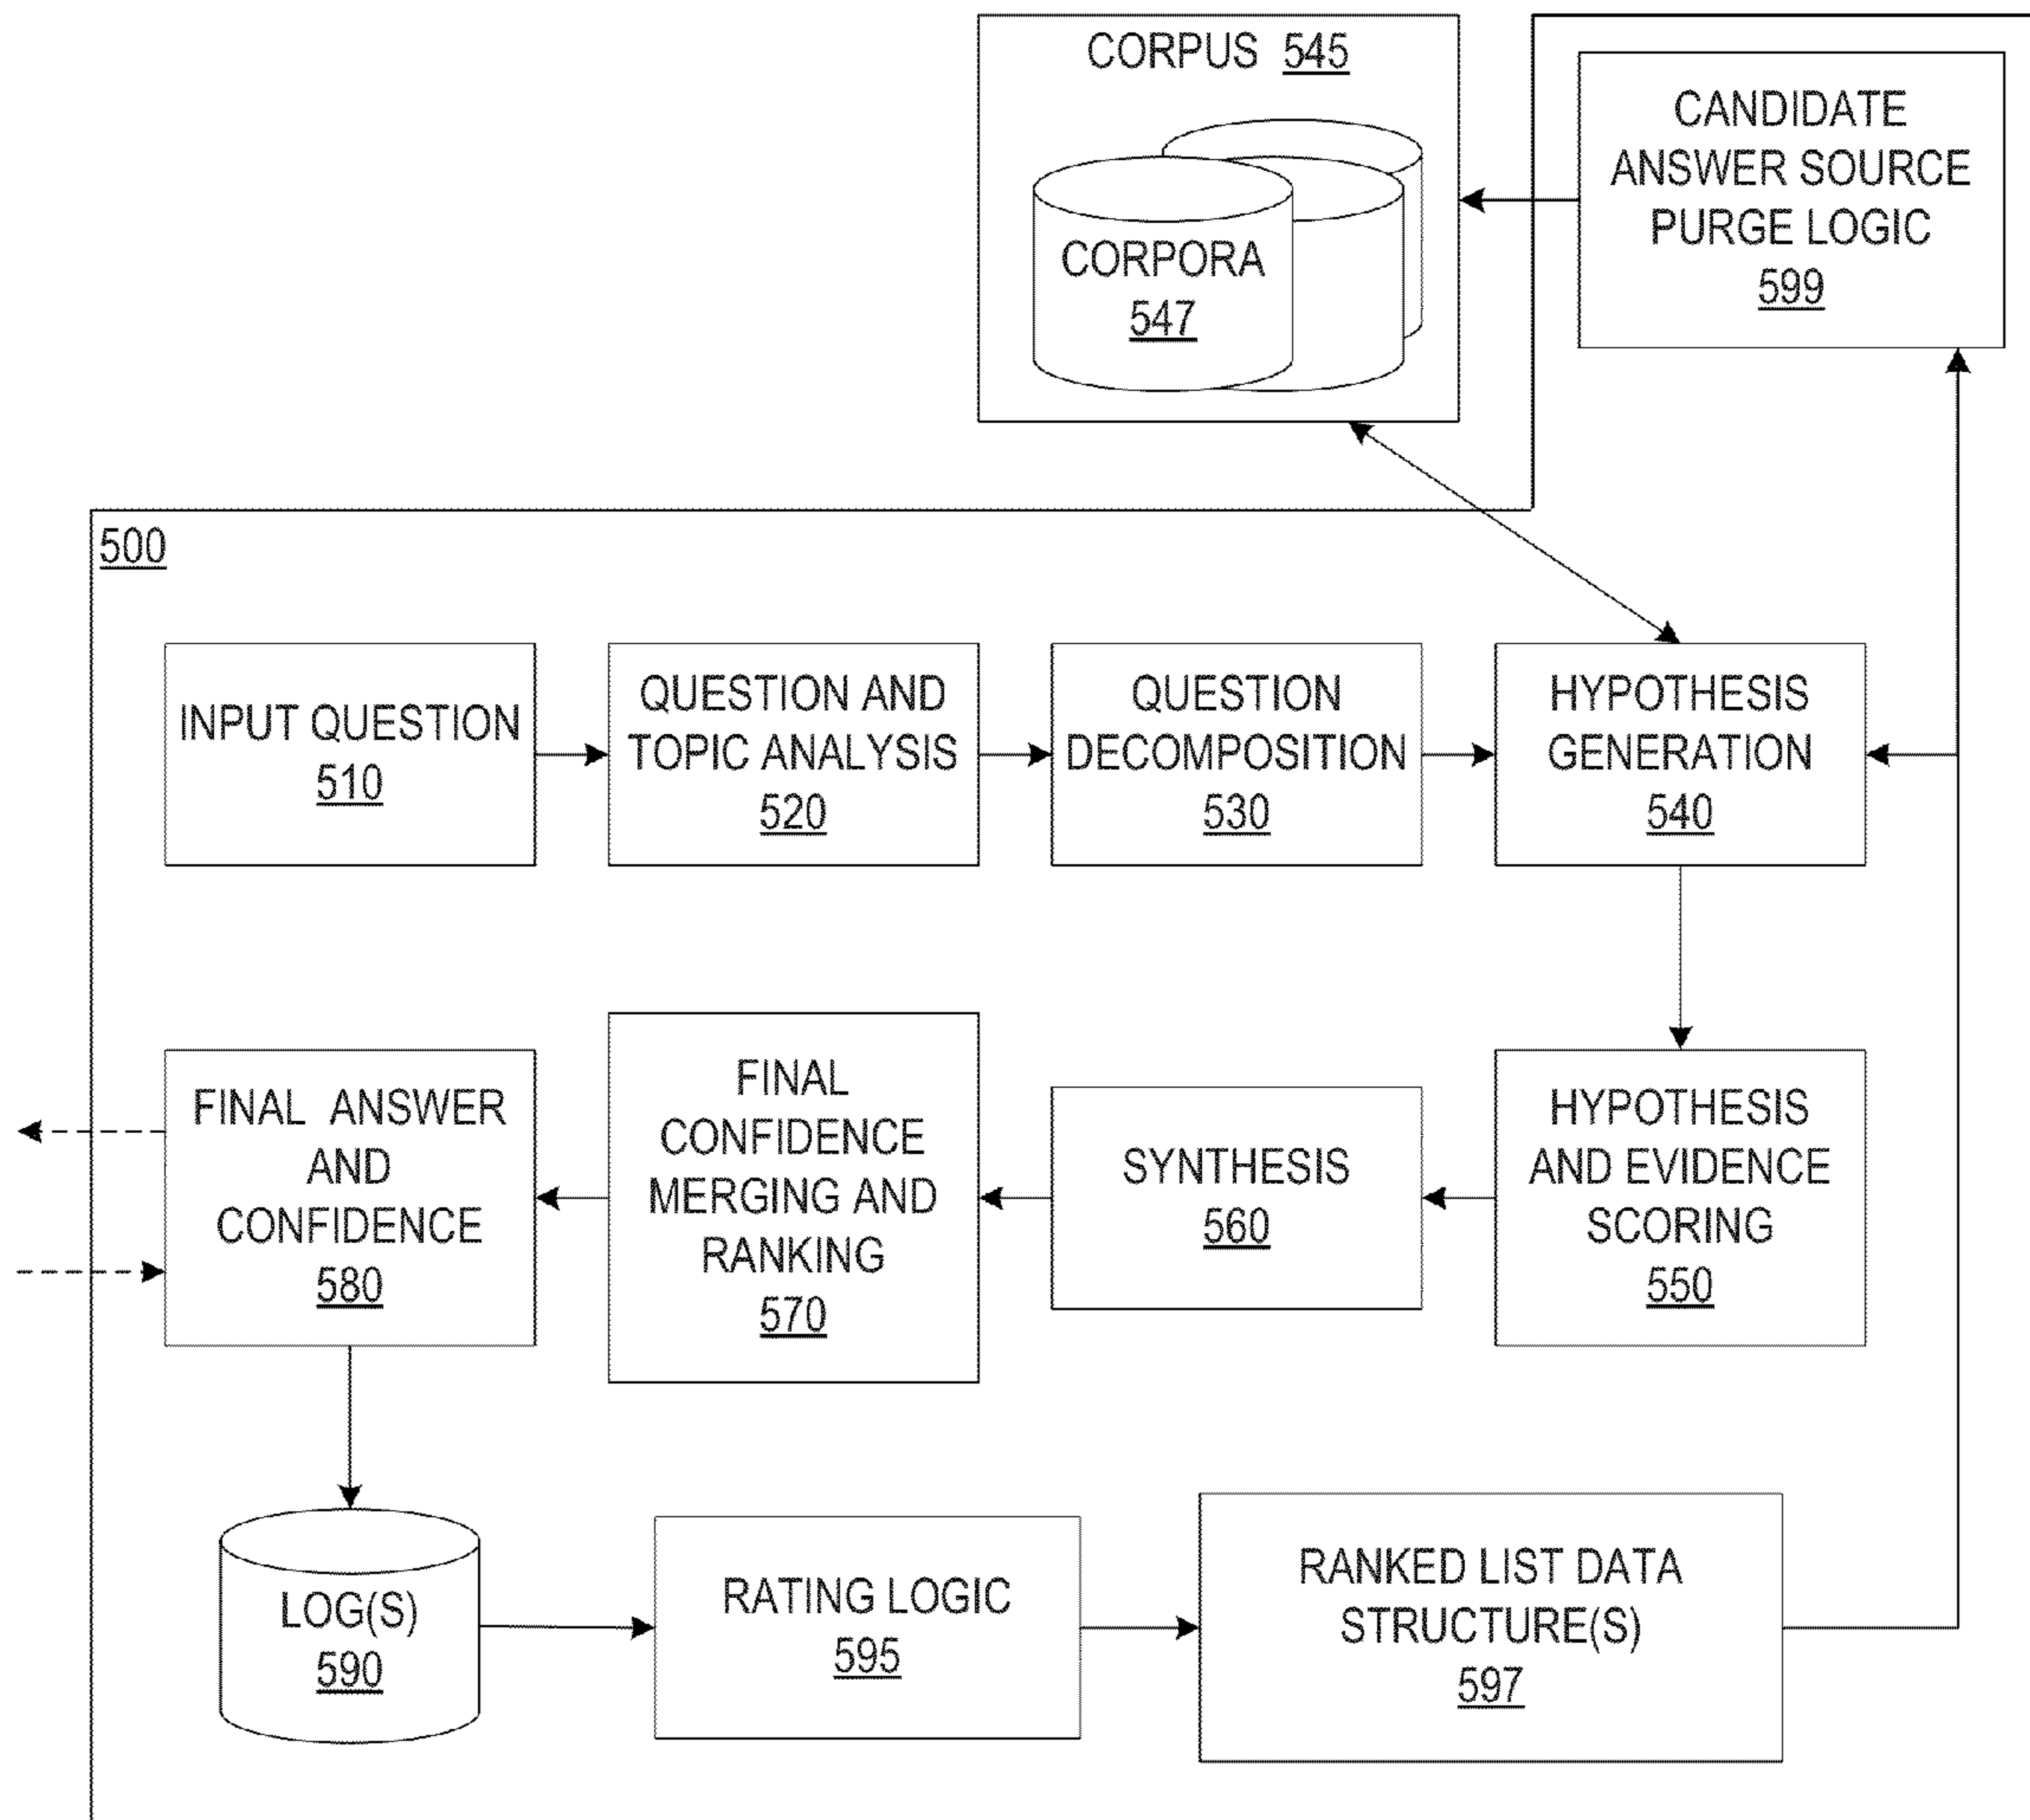 CORPUS 545
CORPORA
547
CANDIDATE
ANSWER SOURCE
PURGE LOGIC
599
500
INPUT QUESTION
510
QUESTION AND
TOPIC ANALYSIS
520
QUESTION
DECOMPOSITION
530
HYPOTHESIS
GENERATION
540
FINAL ANSWER
AND
CONFIDENCE
580
FINAL
CONFIDENCE
MERGING AND
RANKING
570
SYNTHESIS
560
HYPOTHESIS
AND EVIDENCE
SCORING
550
LOG(S)
590
RATING LOGIC
595
RANKED LIST DATA
STRUCTURE(S)
597